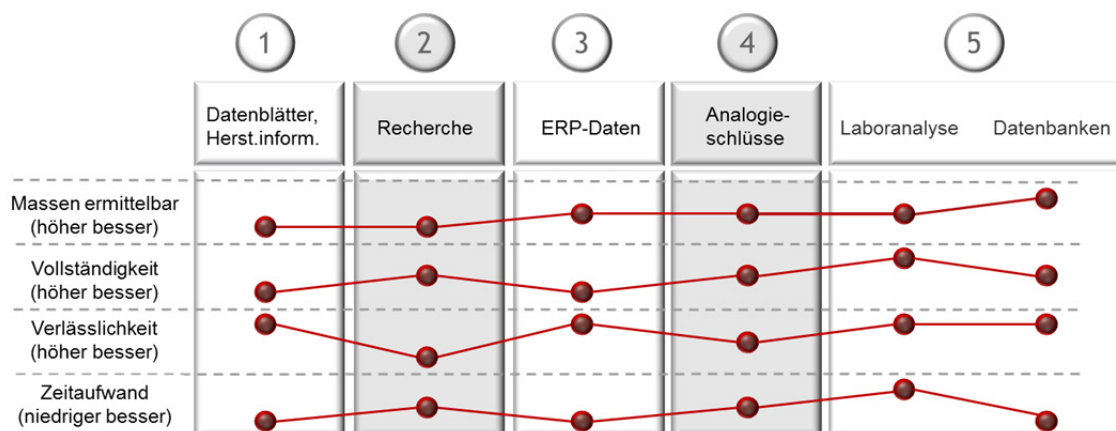 1 2 3 4 5
Datenblätter,
Herst.inform.
Recherche
ERP-Daten
Analogie-
schlüsse
Laboranalyse
Datenbanken
Massen ermittelbar
(höher besser)
Vollständigkeit
(höher besser)
Verlässlichkeit
(höher besser)
Zeitaufwand
(niedriger besser)